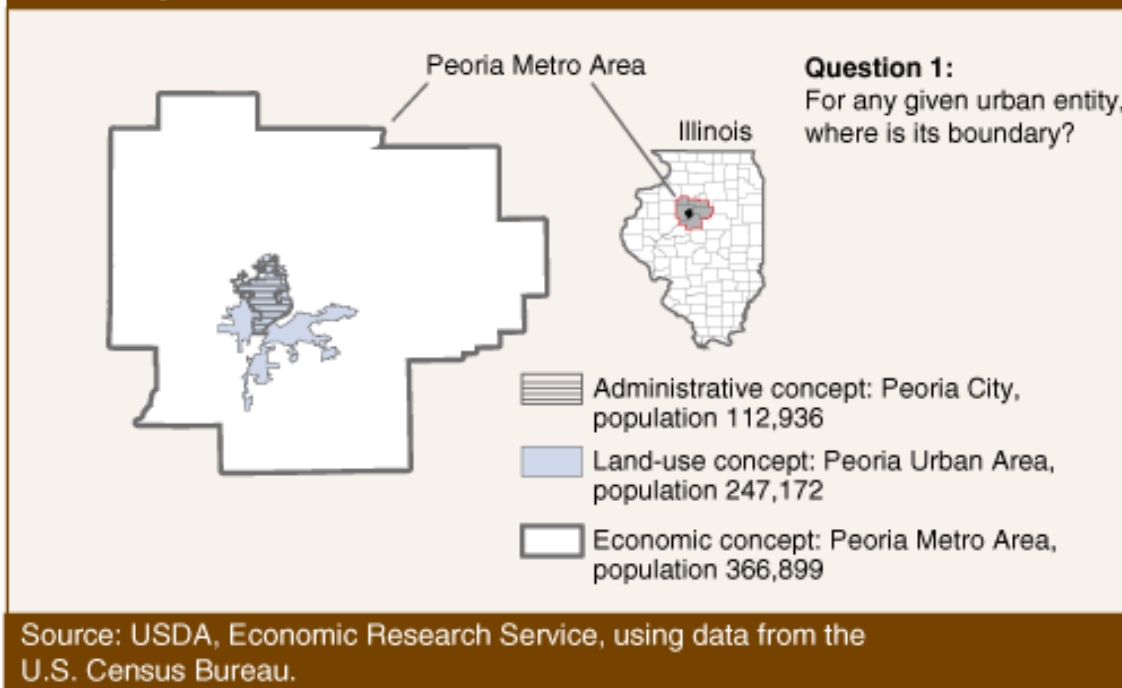 Peoria Metro Area
Question 1:
For any given urban entity,
where is its boundary?
Illinois
Administrative concept: Peoria City,
population 112,936
Land-use concept: Peoria Urban Area,
population 247,172
Economic concept: Peoria Metro Area,
population 366,899
Source: USDA, Economic Research Service, using data from the
U.S. Census Bureau.